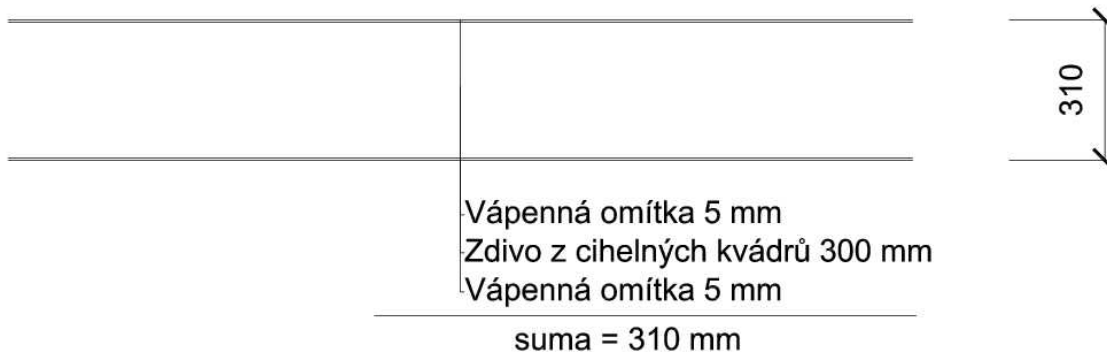 310
Vápenná omítka 5 mm
Zdivo z cihelných kvádrů 300 mm
Vápenná omítka 5 mm
suma = 310 mm